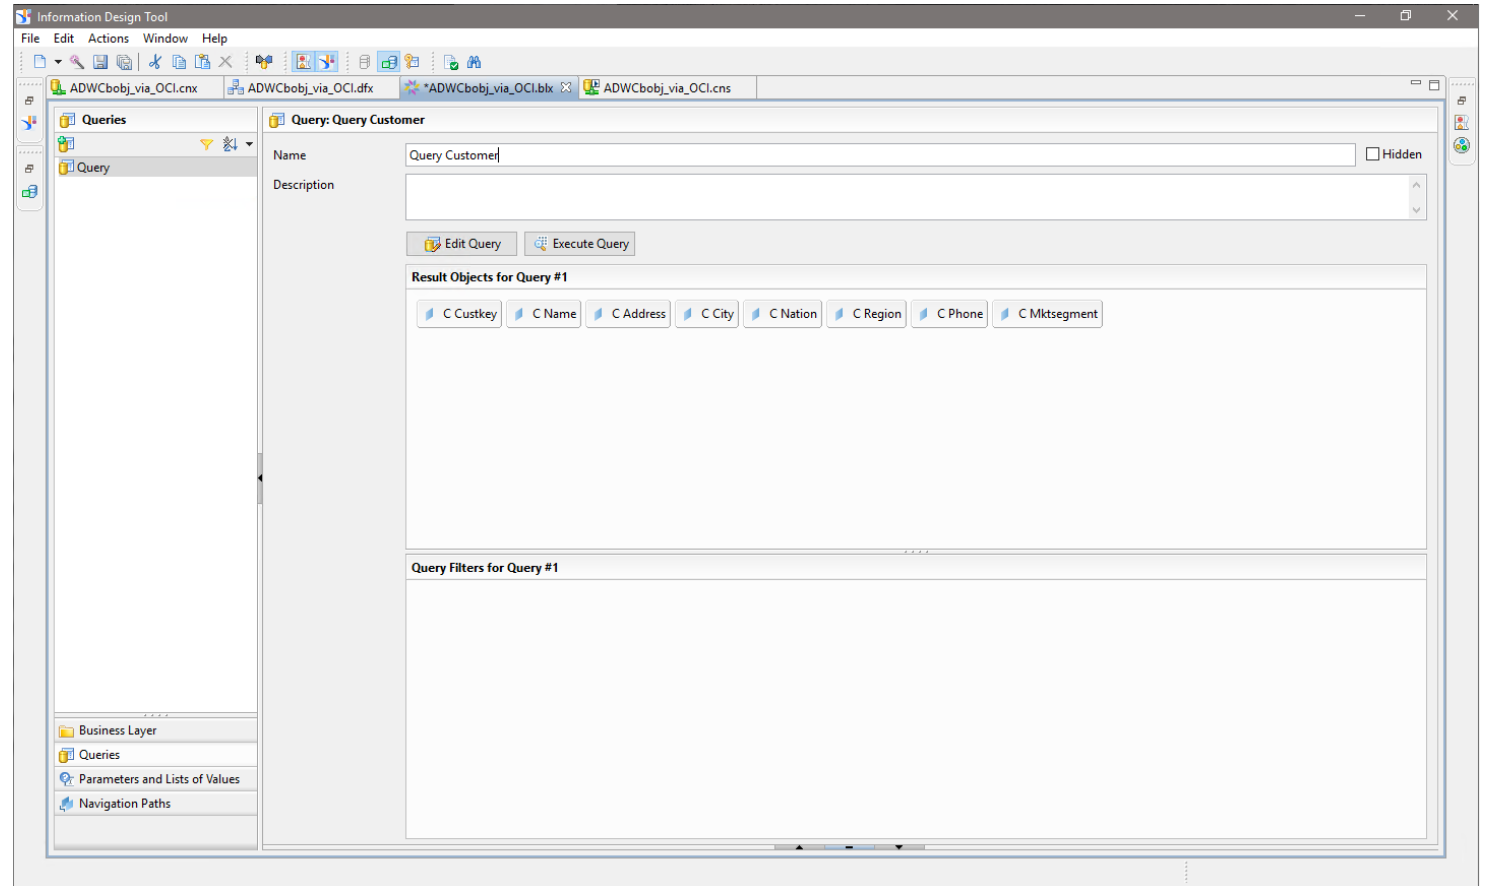 Information Design Tool
File Edit Actions Window Help
ADWCbobj_via_OCI.cnx ADWCbobj_via_OCI.dfx *ADWCbobj_via_OCI.blx ADWCbobj_via_OCI.cns
Queries
Query: Query Customer
Query
Name Query Customer Hidden
Description
Edit Query Execute Query
Result Objects for Query #1
C Custkey C Name C Address C City C Nation C Region C Phone C Mktsegment
Query Filters for Query #1
Business Layer
Queries
Parameters and Lists of Values
Navigation Paths